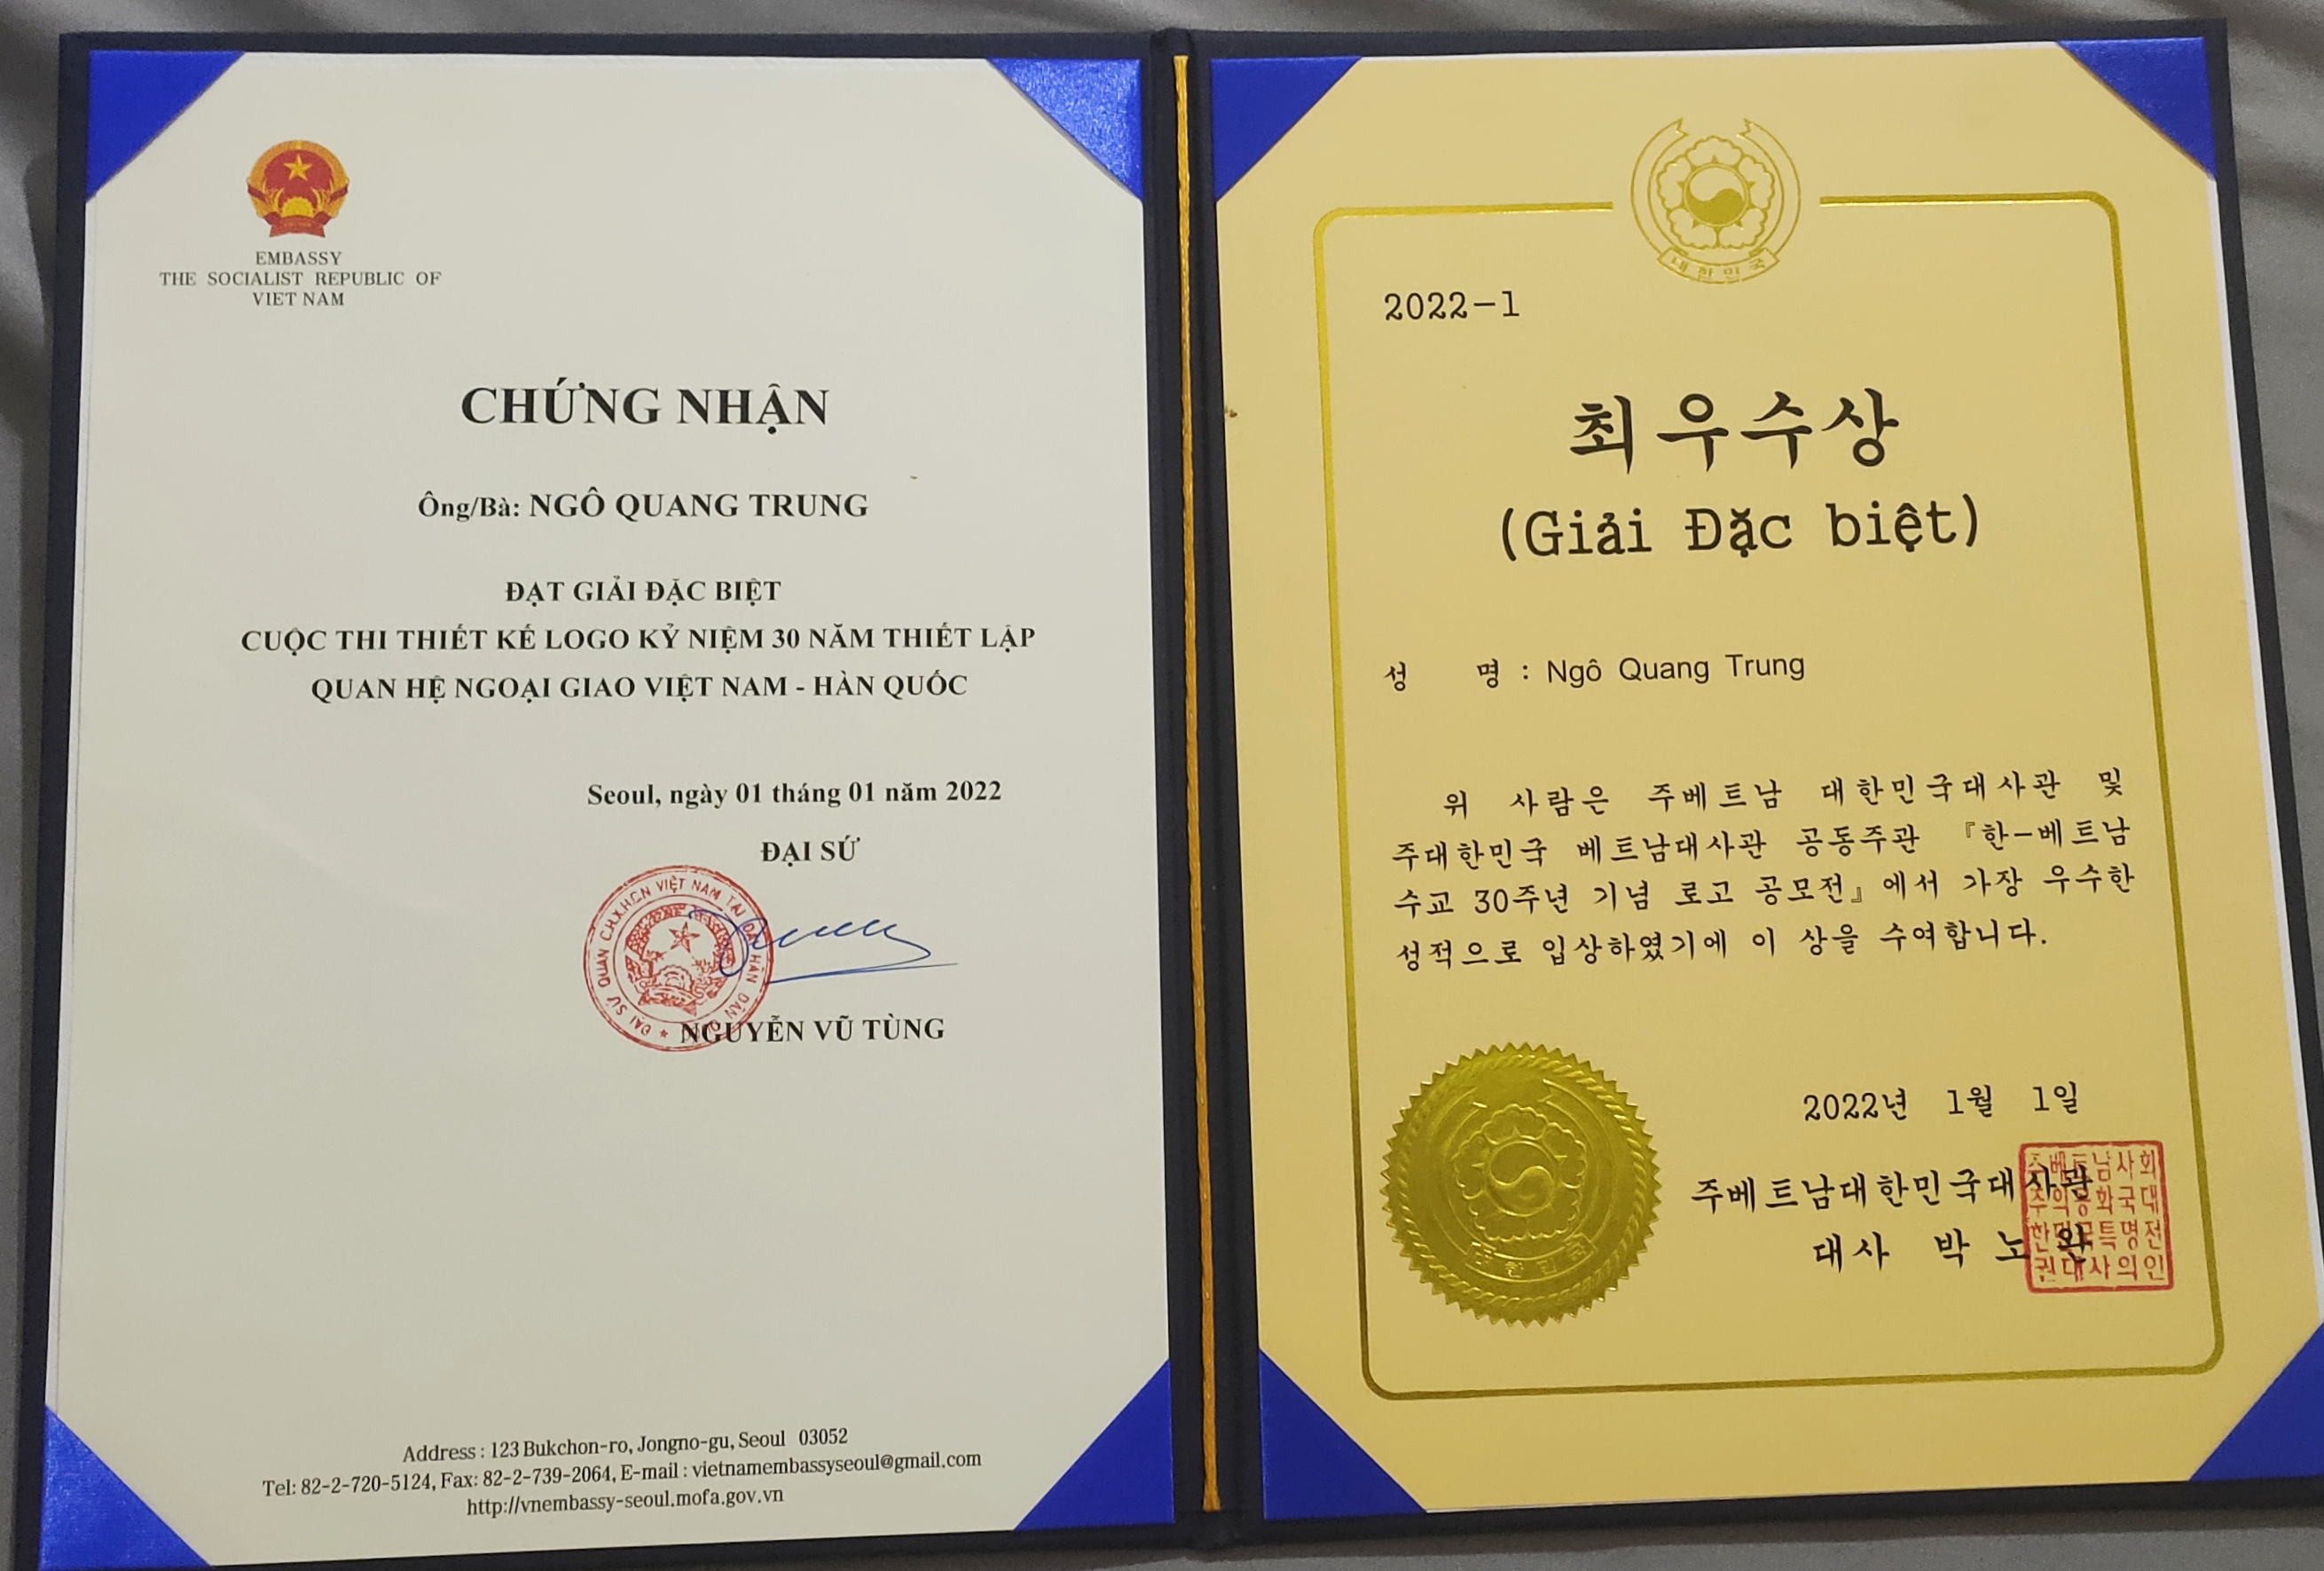 EMBASSY
THE SOCIALIST REPUBLIC OF
VIET NAM
CHỨNG NHẬN
Ông/Bà: NGÔ QUANG TRUNG
ĐẠT GIẢI ĐẶC BIỆT
CUỘC THI THIẾT KẾ LOGO KỶ NIỆM 30 NĂM THIẾT LẬP
QUAN HỆ NGOẠI GIAO VIỆT NAM - HÀN QUỐC
Seoul, ngày 01 tháng 01 năm 2022
ĐẠI SỨ
ĐẠI SỨ QUÁN CHXHCN VIỆT NAM TẠI ĐẠI HÀN DÂN
NGUYỄN VŨ TÙNG
Address : 123 Bukchon-ro, Jongno-gu, Seoul 03052
Tel: 82-2-720-5124, Fax: 82-2-739-2064, E-mail : vietnamembassyseoul@gmail.com
http://vnembassy-seoul.mofa.gov.vn
대한민국
2022-1
최우수상
(Giải Đặc biệt)
성 명 : Ngô Quang Trung
위 사람은 주베트남 대한민국대사관 및
주대한민국 베트남대사관 공동주관 『한-베트남
수교 30주년 기념 로고 공모전』에서 가장 우수한
성적으로 입상하였기에 이 상을 수여합니다.
2022년 1월 1일
주베트남대한민국대사관
대사 박노완
대한민국
주베트남사회
주의공화국대
한민국특명전
권대사의인